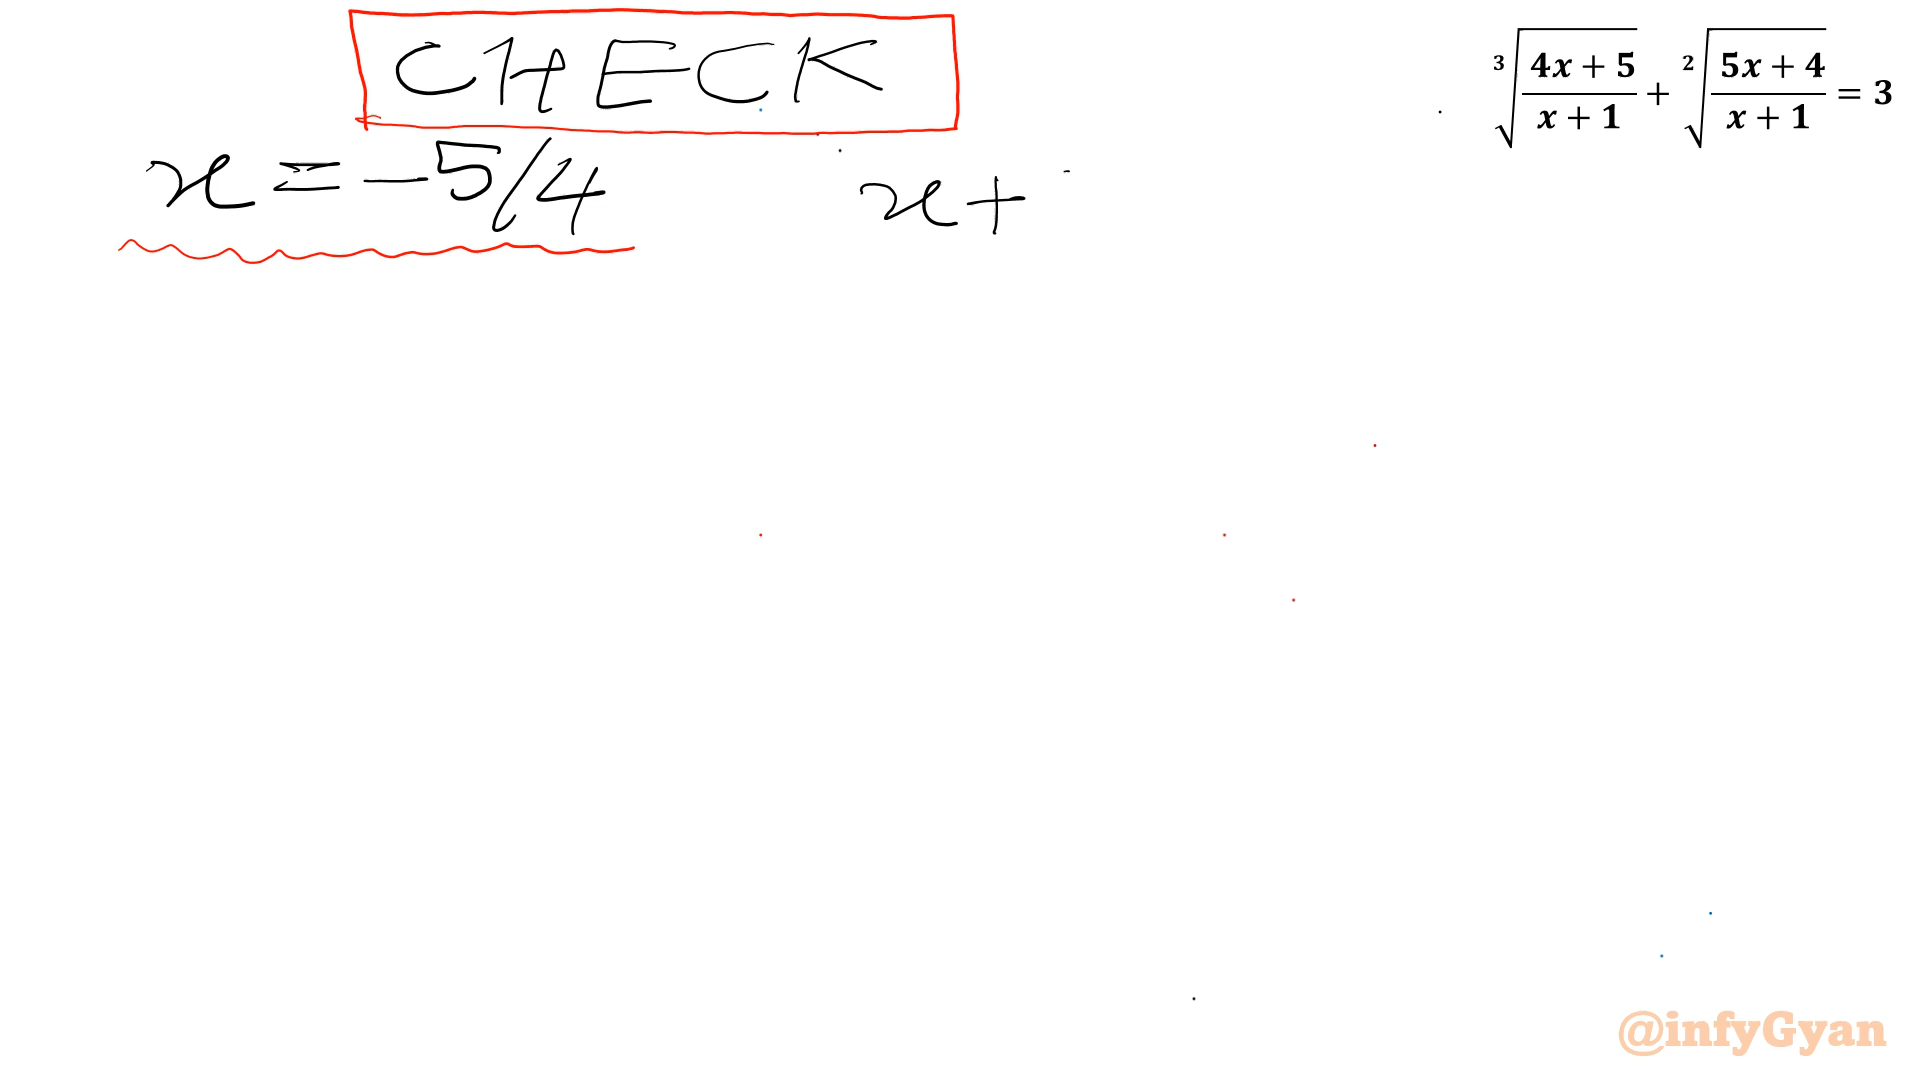 CHECK
∛((4x + 5)/(x + 1)) + ²√((5x + 4)/(x + 1)) = 3
x = -5/4 x +
@infyGyan